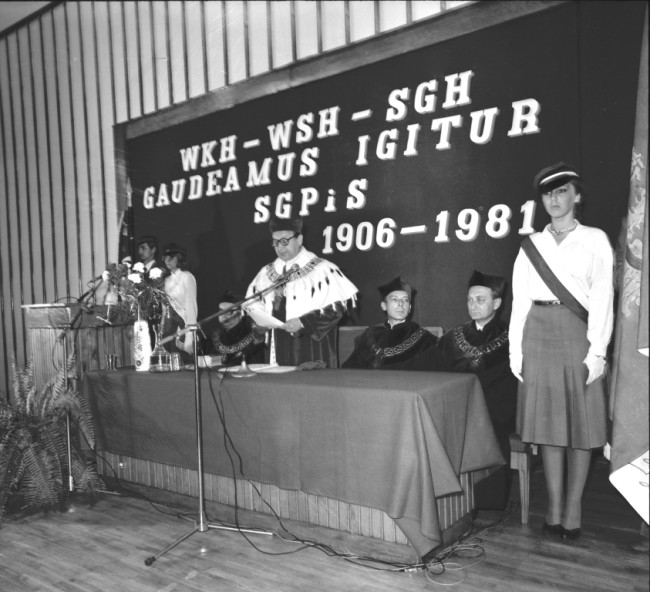 WKH – WSH – SGH
GAUDEAMUS IGITUR
SGPiS
1906 – 1981